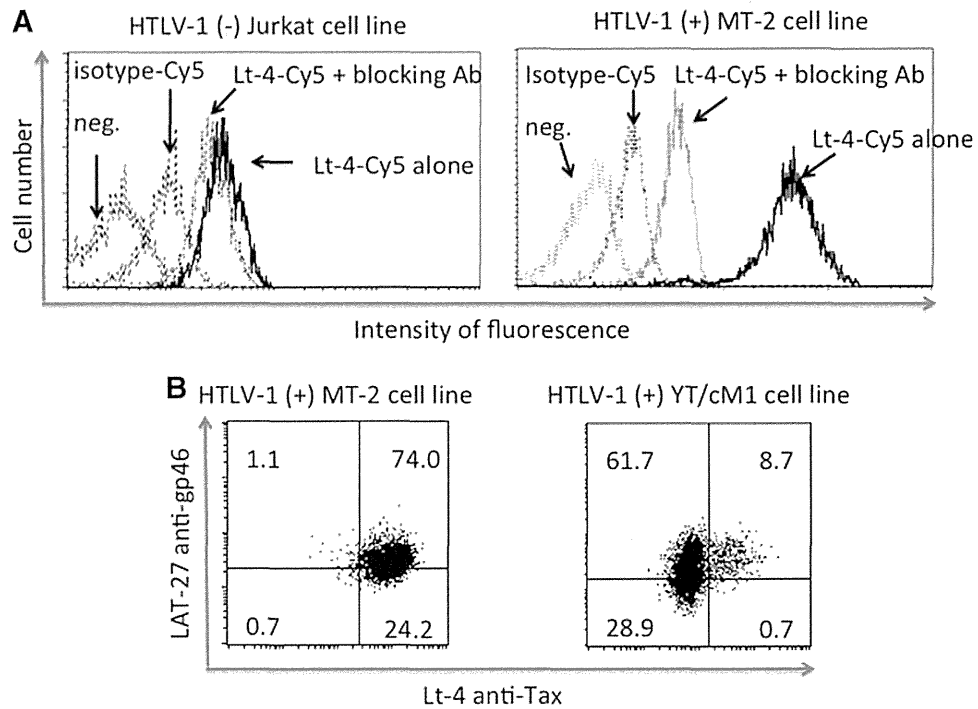 A
HTLV-1 (-) Jurkat cell line
HTLV-1 (+) MT-2 cell line
isotype-Cy5
Lt-4-Cy5 + blocking Ab
neg.
Lt-4-Cy5 alone
Isotype-Cy5
Lt-4-Cy5 + blocking Ab
neg.
Lt-4-Cy5 alone
Cell number
Intensity of fluorescence
B
HTLV-1 (+) MT-2 cell line
HTLV-1 (+) YT/cM1 cell line
1.1
74.0
0.7
24.2
61.7
8.7
28.9
0.7
LAT-27 anti-gp46
Lt-4 anti-Tax